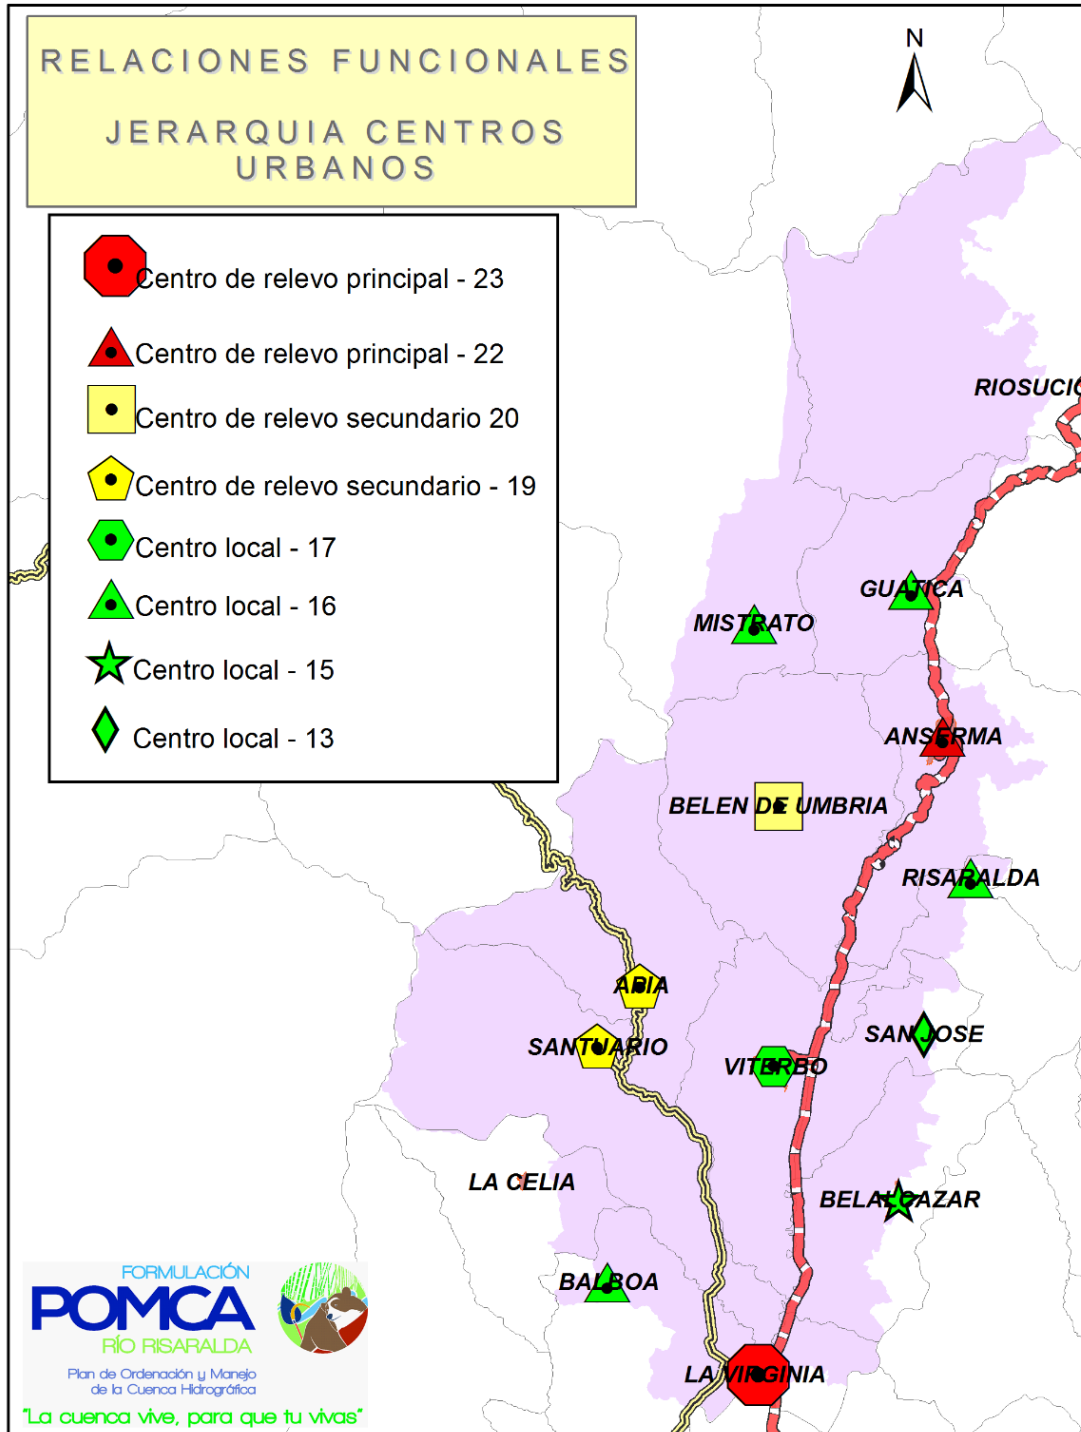 RELACIONES FUNCIONALES
JERARQUIA CENTROS
URBANOS
N
Centro de relevo principal - 23
Centro de relevo principal - 22
Centro de relevo secundario 20
Centro de relevo secundario - 19
Centro local - 17
Centro local - 16
Centro local - 15
Centro local - 13
RIOSUCIO
GUATICA
MISTRATO
ANSERMA
BELEN DE UMBRIA
RISARALDA
APIA
SAN JOSE
SANTUARIO
VITERBO
LA CELIA
BELALCAZAR
BALBOA
LA VIRGINIA
FORMULACIÓN
POMCA
RÍO RISARALDA
Plan de Ordenación y Manejo
de la Cuenca Hidrográfica
"La cuenca vive, para que tu vivas"